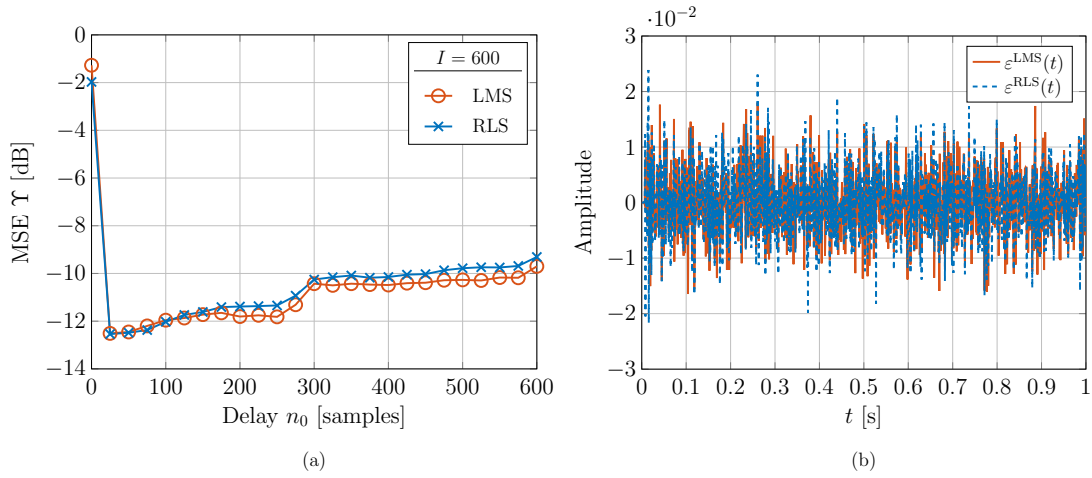 0
−2
−4
−6
−8
−10
−12
−14
MSE Υ [dB]
0 100 200 300 400 500 600
Delay n₀ [samples]
I = 600
LMS
RLS
(a)
·10⁻²
3
2
1
0
−1
−2
−3
Amplitude
0 0.1 0.2 0.3 0.4 0.5 0.6 0.7 0.8 0.9 1
t [s]
ε^LMS(t)
ε^RLS(t)
(b)